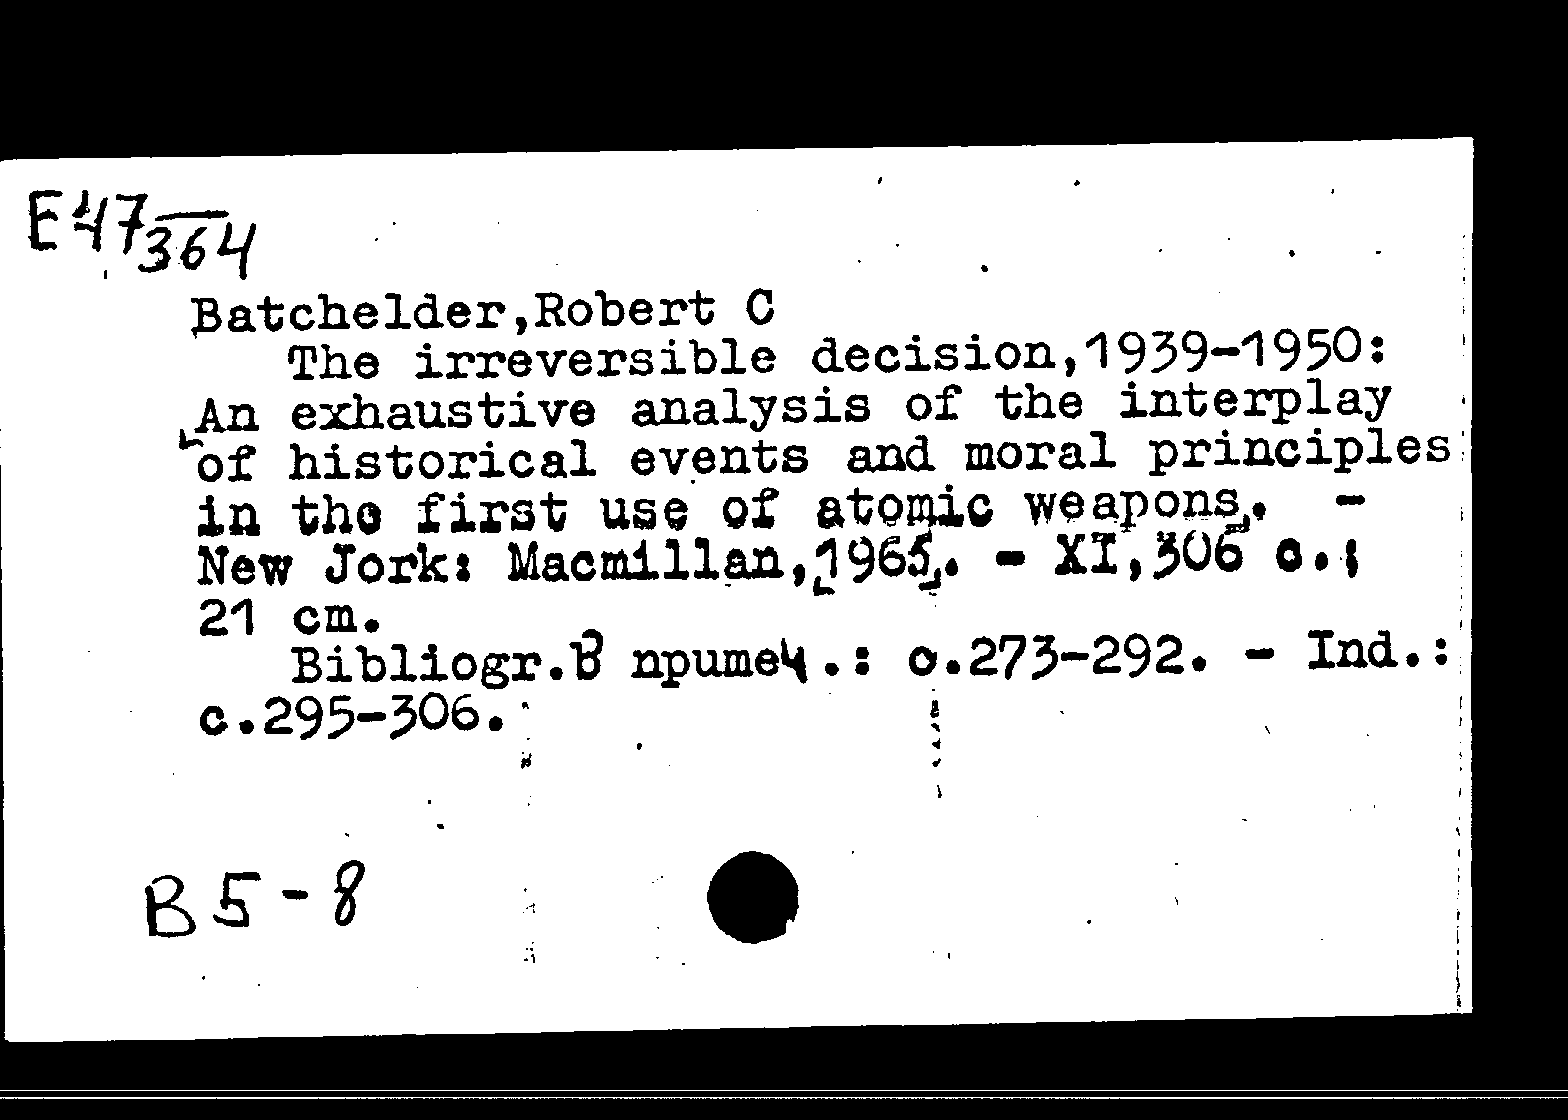 E47/364
Batchelder,Robert C
The irreversible decision,1939-1950:
An exhaustive analysis of the interplay
of historical events and moral principles
in the first use of atomic weapons. -
New Jork: Macmillan,1965. - XI,306 c.;
21 cm.
Bibliogr.В примеч.: c.273-292. - Ind.:
c.295-306.
B5-8